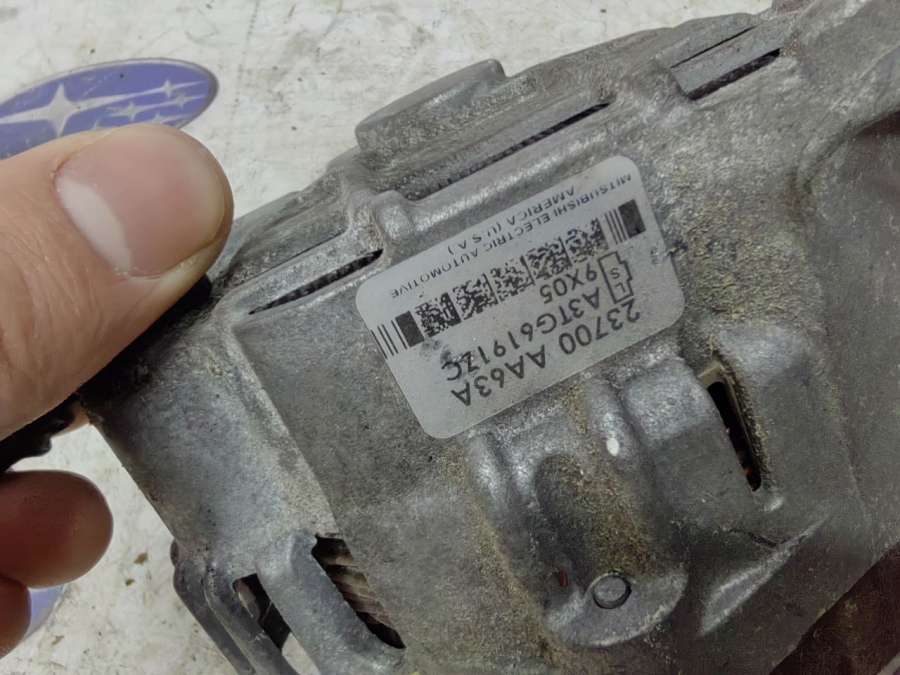 23700 AA63A
A3TG6191ZC
S L
9X05
MITSUBISHI ELECTRIC AUTOMOTIVE
AMERICA (U.S.A.)